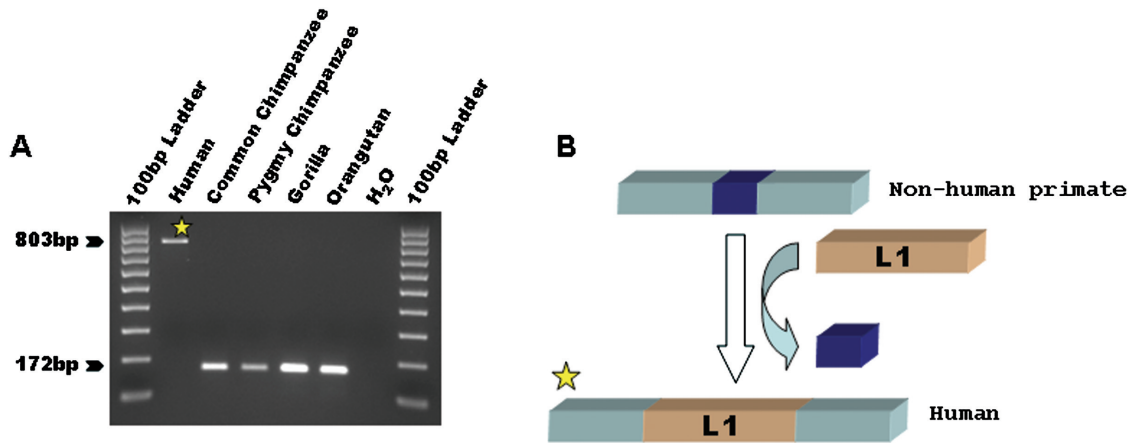 A
100bp Ladder
Human
Common Chimpanzee
Pygmy Chimpanzee
Gorilla
Orangutan
H2O
100bp Ladder
803bp
172bp
B
Non-human primate
L1
L1
Human